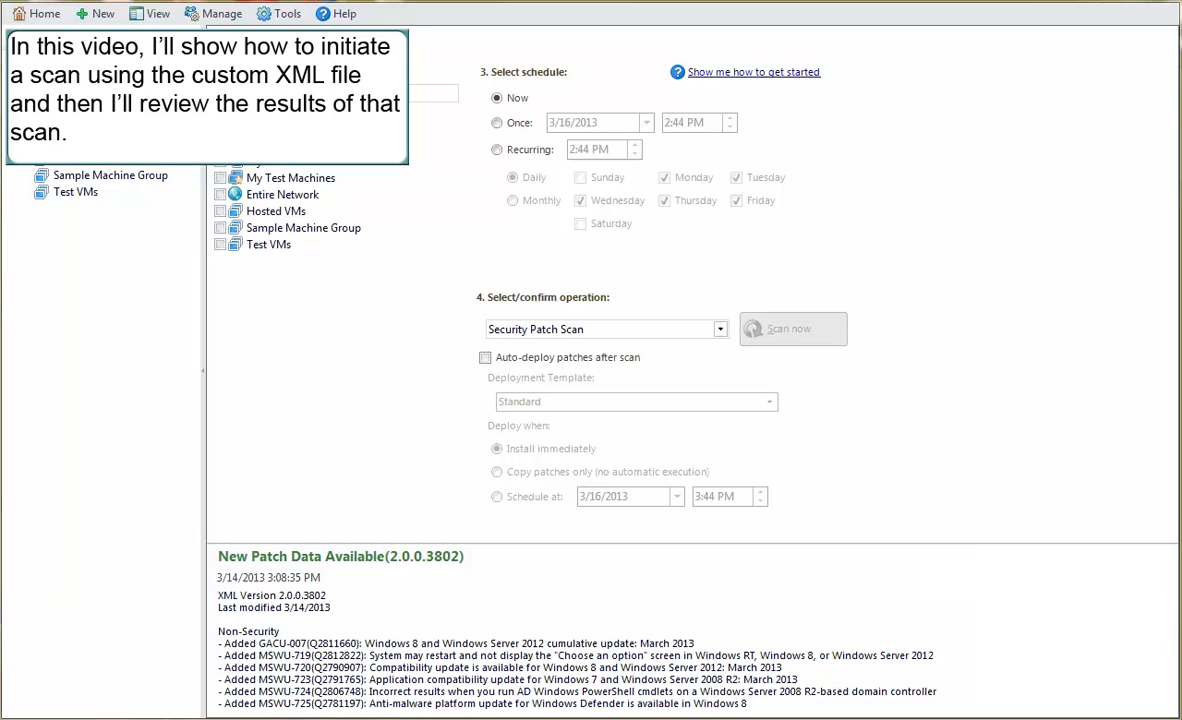 Home New View Manage Tools Help
In this video, I'll show how to initiate
a scan using the custom XML file
and then I'll review the results of that
scan.
Sample Machine Group
Test VMs
My Test Machines
Entire Network
Hosted VMs
Sample Machine Group
Test VMs
3. Select schedule:
Show me how to get started
Now
Once: 3/16/2013 2:44 PM
Recurring: 2:44 PM
Daily Sunday Monday Tuesday
Monthly Wednesday Thursday Friday
Saturday
4. Select/confirm operation:
Security Patch Scan Scan now
Auto-deploy patches after scan
Deployment Template:
Standard
Deploy when:
Install immediately
Copy patches only (no automatic execution)
Schedule at: 3/16/2013 3:44 PM
New Patch Data Available(2.0.0.3802)
3/14/2013 3:08:35 PM
XML Version 2.0.0.3802
Last modified 3/14/2013
Non-Security
- Added GACU-007(Q2811660): Windows 8 and Windows Server 2012 cumulative update: March 2013
- Added MSWU-719(Q2812822): System may restart and not display the "Choose an option" screen in Windows RT, Windows 8, or Windows Server 2012
- Added MSWU-720(Q2790907): Compatibility update is available for Windows 8 and Windows Server 2012: March 2013
- Added MSWU-723(Q2791765): Application compatibility update for Windows 7 and Windows Server 2008 R2: March 2013
- Added MSWU-724(Q2806748): Incorrect results when you run AD Windows PowerShell cmdlets on a Windows Server 2008 R2-based domain controller
- Added MSWU-725(Q2781197): Anti-malware platform update for Windows Defender is available in Windows 8